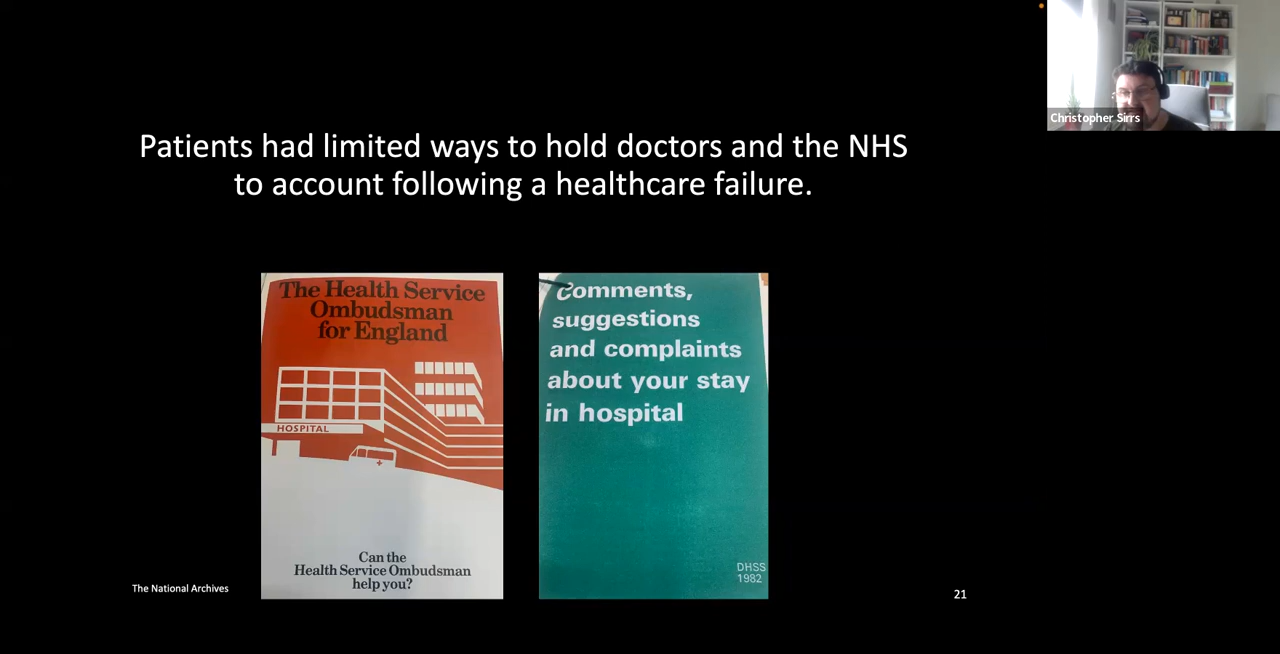 Christopher Sirrs
Patients had limited ways to hold doctors and the NHS
to account following a healthcare failure.
The Health Service
Ombudsman
for England
HOSPITAL
Can the
Health Service Ombudsman
help you?
Comments,
suggestions
and complaints
about your stay
in hospital
DHSS
1982
The National Archives
21